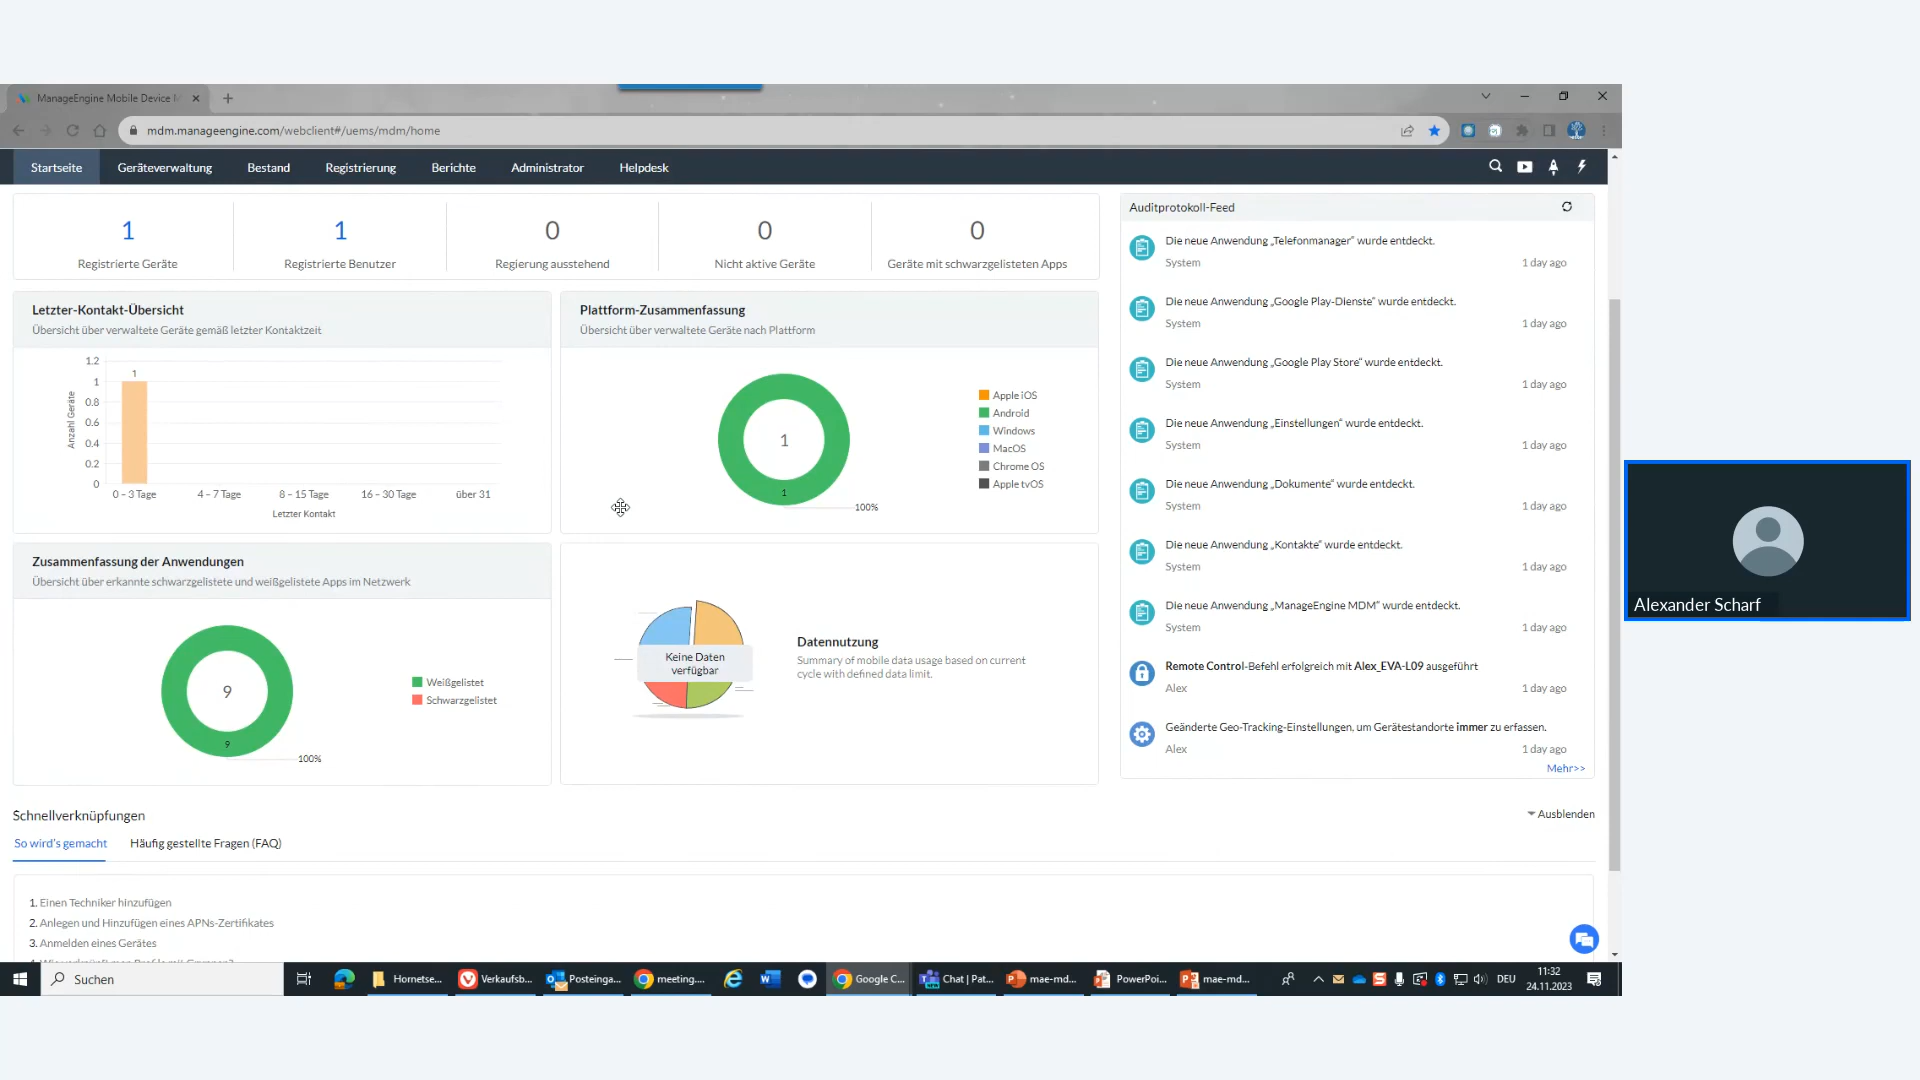 ManageEngine Mobile Device
mdm.manageengine.com/webclient#/uems/mdm/home
Startseite Geräteverwaltung Bestand Registrierung Berichte Administrator Helpdesk
1
Registrierte Geräte
1
Registrierte Benutzer
0
Regierung ausstehend
0
Nicht aktive Geräte
0
Geräte mit schwarzgelisteten Apps
Letzter-Kontakt-Übersicht
Übersicht über verwaltete Geräte gemäß letzter Kontaktzeit
Anzahl Geräte
1.2
1
0.8
0.6
0.4
0.2
0
1
0 – 3 Tage 4 – 7 Tage 8 – 15 Tage 16 – 30 Tage über 31
Letzter Kontakt
Plattform-Zusammenfassung
Übersicht über verwaltete Geräte nach Plattform
1
1
100%
Apple iOS
Android
Windows
MacOS
Chrome OS
Apple tvOS
Zusammenfassung der Anwendungen
Übersicht über erkannte schwarzgelistete und weißgelistete Apps im Netzwerk
9
9
100%
Weißgelistet
Schwarzgelistet
Keine Daten
verfügbar
Datennutzung
Summary of mobile data usage based on current
cycle with defined data limit.
Auditprotokoll-Feed
Die neue Anwendung „Telefonmanager“ wurde entdeckt.
System 1 day ago
Die neue Anwendung „Google Play-Dienste“ wurde entdeckt.
System 1 day ago
Die neue Anwendung „Google Play Store“ wurde entdeckt.
System 1 day ago
Die neue Anwendung „Einstellungen“ wurde entdeckt.
System 1 day ago
Die neue Anwendung „Dokumente“ wurde entdeckt.
System 1 day ago
Die neue Anwendung „Kontakte“ wurde entdeckt.
System 1 day ago
Die neue Anwendung „ManageEngine MDM“ wurde entdeckt.
System 1 day ago
Remote Control-Befehl erfolgreich mit Alex_EVA-L09 ausgeführt
Alex 1 day ago
Geänderte Geo-Tracking-Einstellungen, um Gerätestandorte immer zu erfassen.
Alex 1 day ago
Mehr>>
Schnellverknüpfungen
Ausblenden
So wird's gemacht Häufig gestellte Fragen (FAQ)
1. Einen Techniker hinzufügen
2. Anlegen und Hinzufügen eines APNs-Zertifikates
3. Anmelden eines Gerätes
Alexander Scharf
Suchen Hornetse... Verkaufsb... Posteinga... meeting.... Google C... Chat | Pat... mae-md... PowerPoi... mae-md... DEU
11:32
24.11.2023